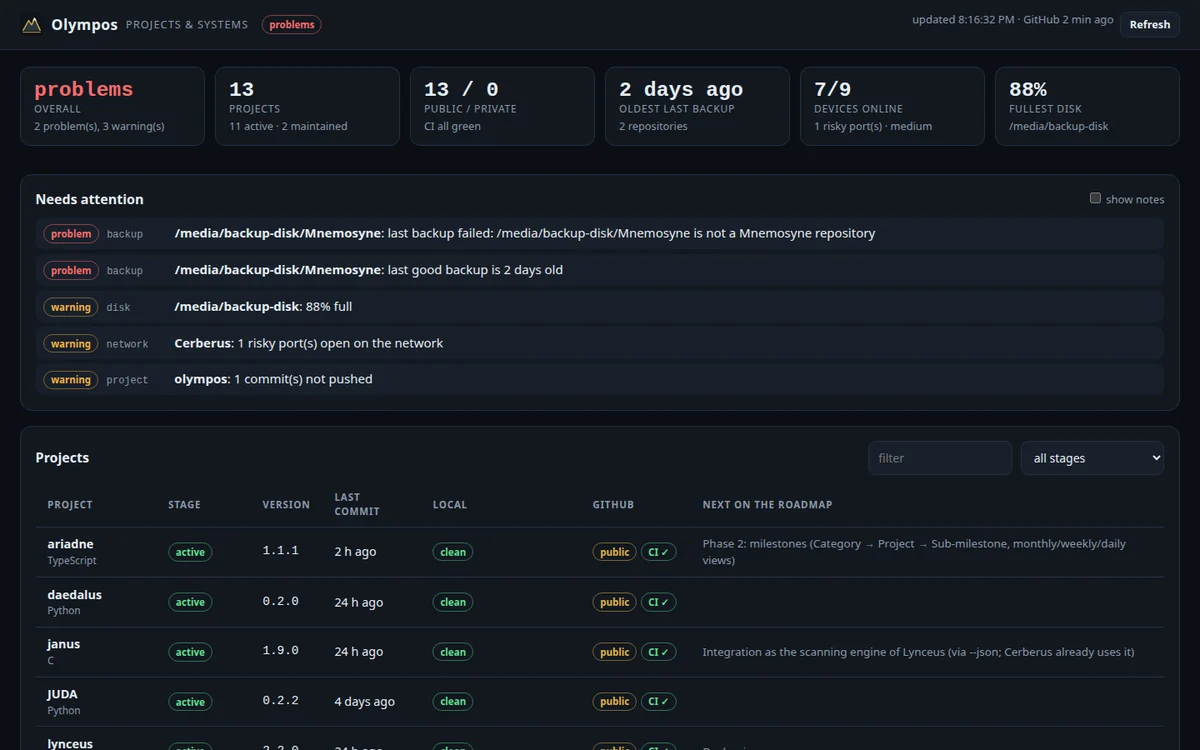 Olympos PROJECTS & SYSTEMS problems
updated 8:16:32 PM · GitHub 2 min ago Refresh
problems
OVERALL
2 problem(s), 3 warning(s)
13
PROJECTS
11 active · 2 maintained
13 / 0
PUBLIC / PRIVATE
CI all green
2 days ago
OLDEST LAST BACKUP
2 repositories
7/9
DEVICES ONLINE
1 risky port(s) · medium
88%
FULLEST DISK
/media/backup-disk
Needs attention
show notes
problem backup /media/backup-disk/Mnemosyne: last backup failed: /media/backup-disk/Mnemosyne is not a Mnemosyne repository
problem backup /media/backup-disk/Mnemosyne: last good backup is 2 days old
warning disk /media/backup-disk: 88% full
warning network Cerberus: 1 risky port(s) open on the network
warning project olympos: 1 commit(s) not pushed
Projects
filter all stages
PROJECT STAGE VERSION LAST COMMIT LOCAL GITHUB NEXT ON THE ROADMAP
ariadne
TypeScript
active 1.1.1 2 h ago clean public CI ✓
Phase 2: milestones (Category → Project → Sub-milestone, monthly/weekly/daily
views)
daedalus
Python
active 0.2.0 24 h ago clean public CI ✓
janus
C
active 1.9.0 24 h ago clean public CI ✓
Integration as the scanning engine of Lynceus (via --json; Cerberus already uses it)
JUDA
Python
active 0.2.2 4 days ago clean public CI ✓
lynceus